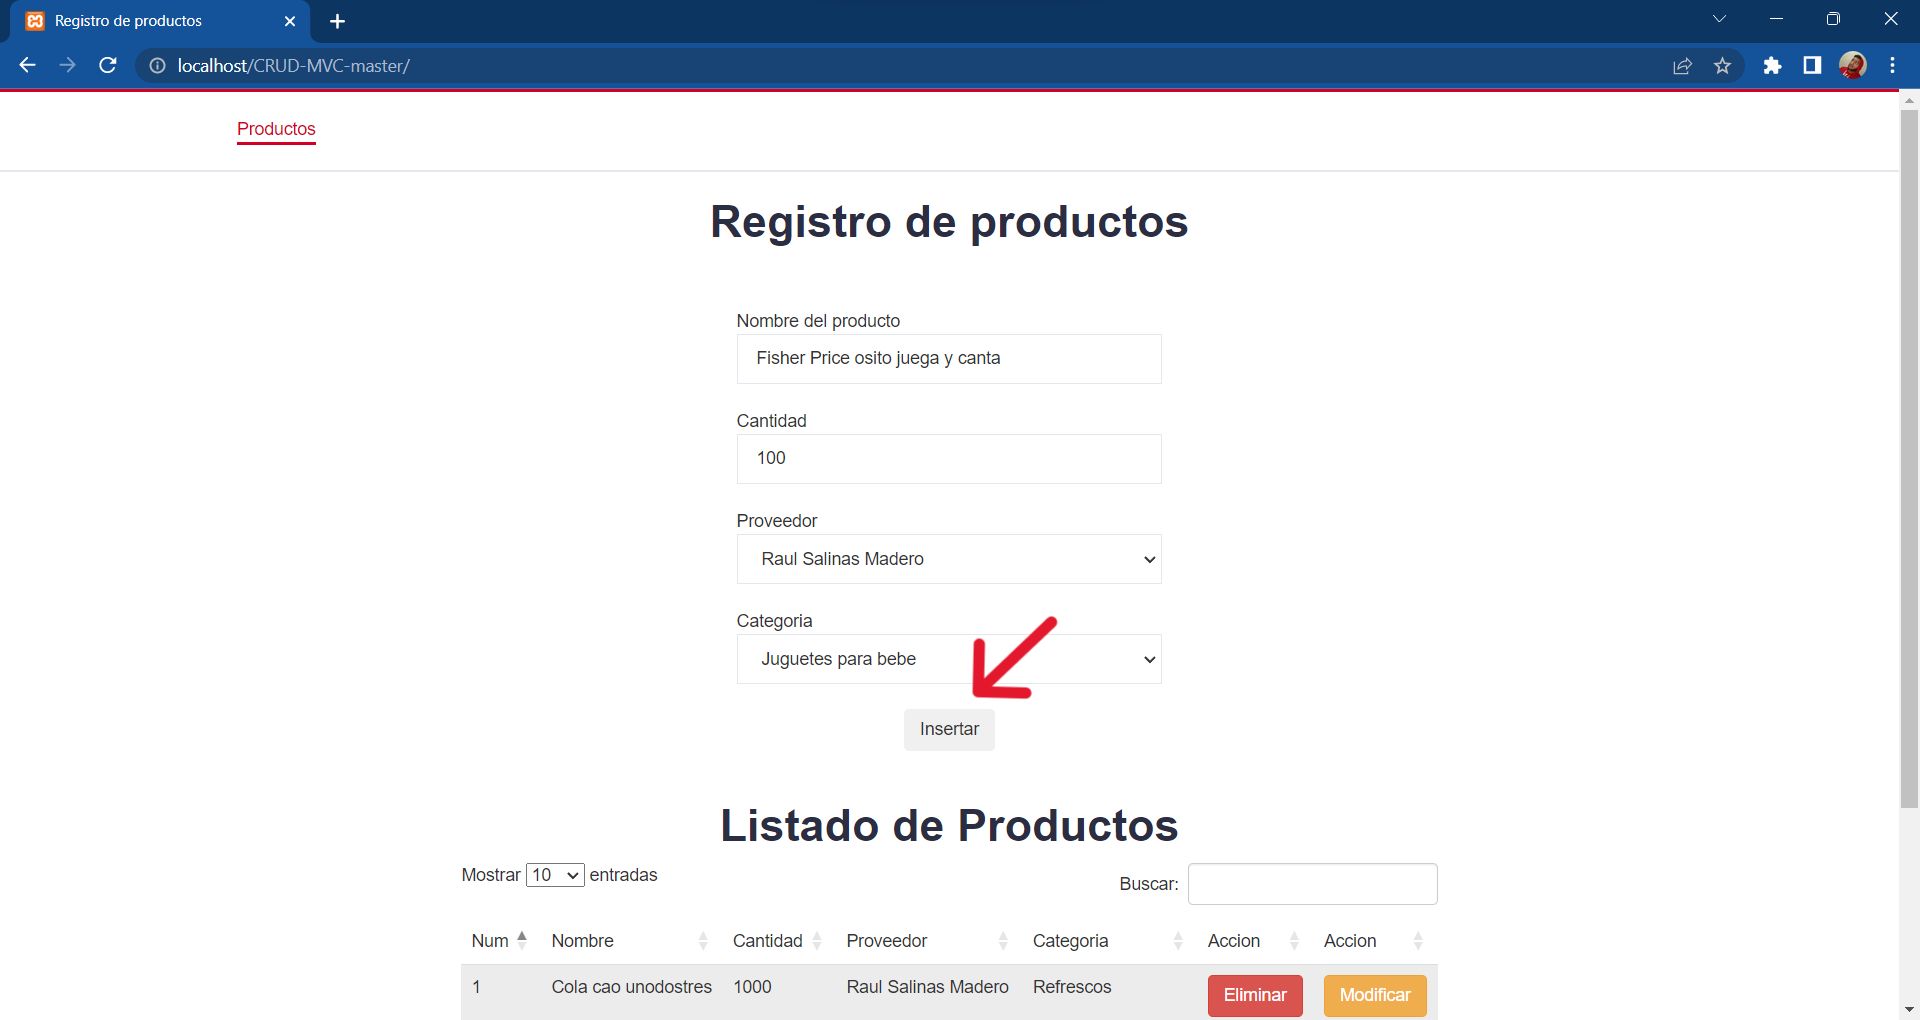 Registro de productos
localhost/CRUD-MVC-master/
Productos
Registro de productos
Nombre del producto
Fisher Price osito juega y canta
Cantidad
100
Proveedor
Raul Salinas Madero
Categoria
Juguetes para bebe
Insertar
Listado de Productos
Mostrar 10 entradas
Buscar:
Num Nombre Cantidad Proveedor Categoria Accion Accion
1 Cola cao unodostres 1000 Raul Salinas Madero Refrescos Eliminar Modificar